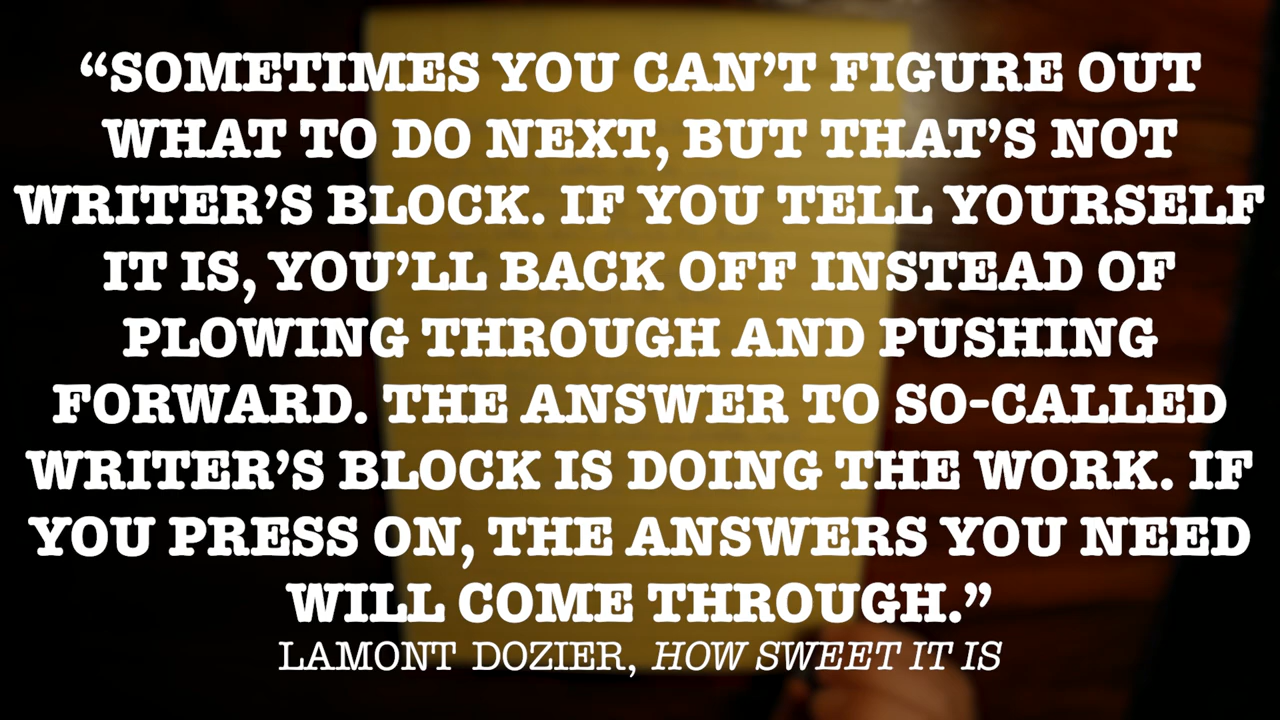 “SOMETIMES YOU CAN’T FIGURE OUT
WHAT TO DO NEXT, BUT THAT’S NOT
WRITER’S BLOCK. IF YOU TELL YOURSELF
IT IS, YOU’LL BACK OFF INSTEAD OF
PLOWING THROUGH AND PUSHING
FORWARD. THE ANSWER TO SO-CALLED
WRITER’S BLOCK IS DOING THE WORK. IF
YOU PRESS ON, THE ANSWERS YOU NEED
WILL COME THROUGH.”
LAMONT DOZIER, HOW SWEET IT IS